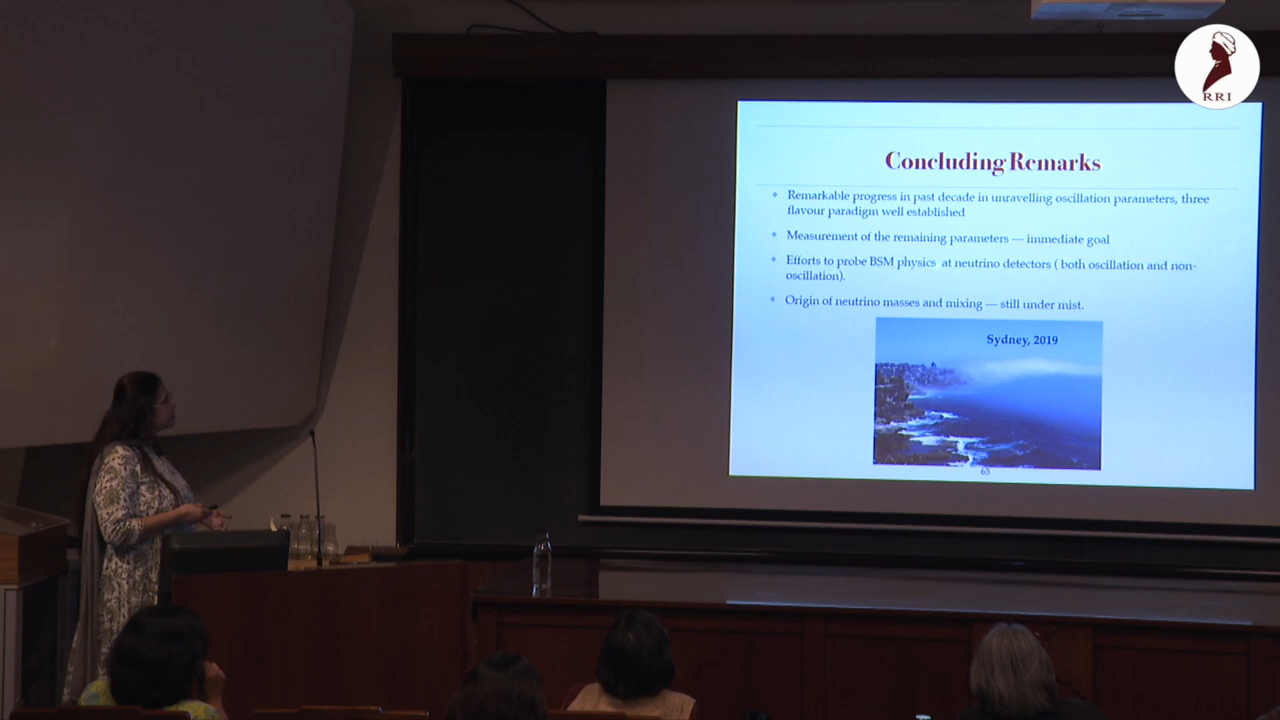 RRI
Concluding Remarks
Remarkable progress in past decade in unravelling oscillation parameters, three
flavour paradigm well established
Measurement of the remaining parameters — immediate goal
Efforts to probe BSM physics at neutrino detectors ( both oscillation and non-
oscillation).
Origin of neutrino masses and mixing — still under mist.
Sydney, 2019
65